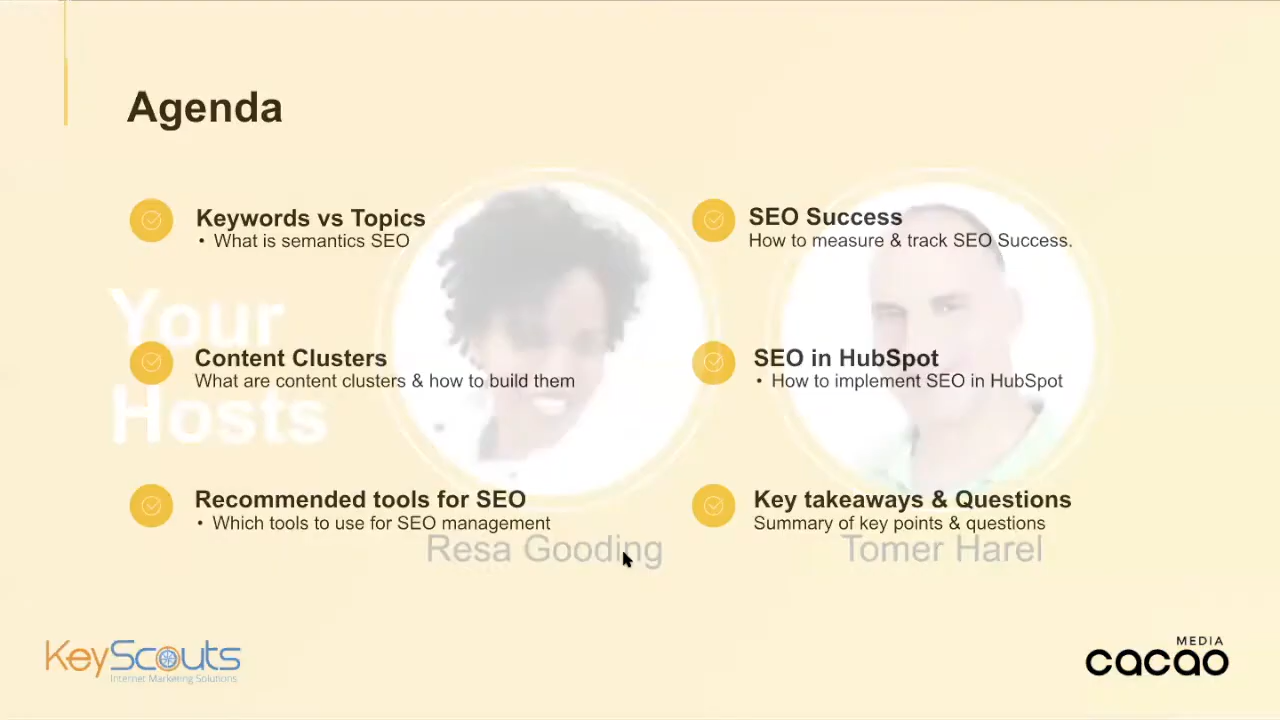 Agenda
Keywords vs Topics
• What is semantics SEO
SEO Success
How to measure & track SEO Success.
Your
Hosts
Content Clusters
What are content clusters & how to build them
SEO in HubSpot
• How to implement SEO in HubSpot
Recommended tools for SEO
• Which tools to use for SEO management
Key takeaways & Questions
Summary of key points & questions
Resa Gooding
Tomer Harel
KeyScouts
Internet Marketing Solutions
MEDIA
cacao